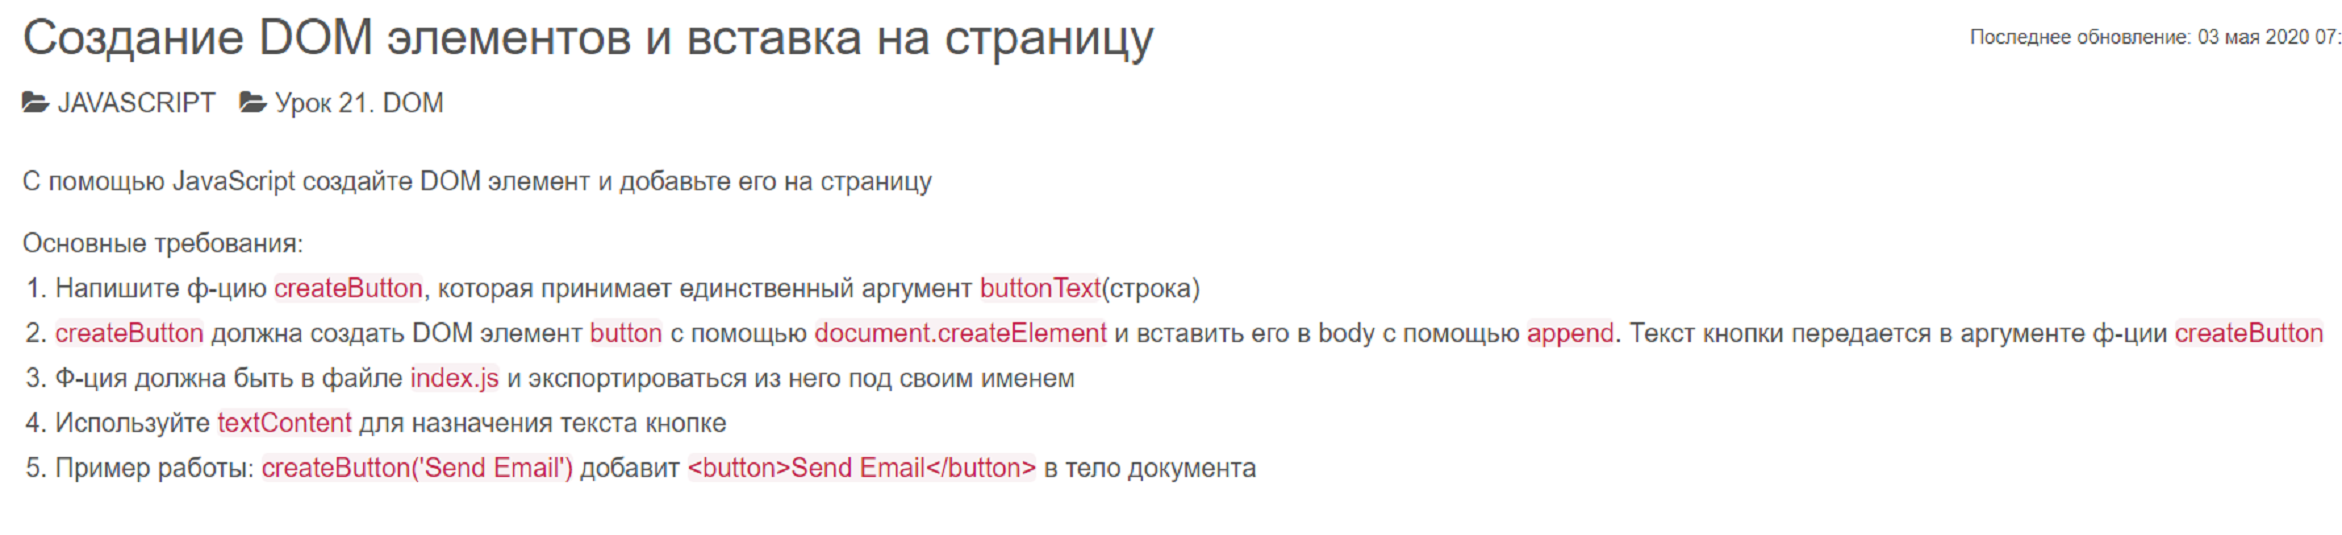 Создание DOM элементов и вставка на страницу
Последнее обновление: 03 мая 2020 07:
JAVASCRIPT Урок 21. DOM
С помощью JavaScript создайте DOM элемент и добавьте его на страницу
Основные требования:
1. Напишите ф-цию createButton, которая принимает единственный аргумент buttonText(строка)
2. createButton должна создать DOM элемент button с помощью document.createElement и вставить его в body с помощью append. Текст кнопки передается в аргументе ф-ции createButton
3. Ф-ция должна быть в файле index.js и экспортироваться из него под своим именем
4. Используйте textContent для назначения текста кнопке
5. Пример работы: createButton('Send Email') добавит <button>Send Email</button> в тело документа